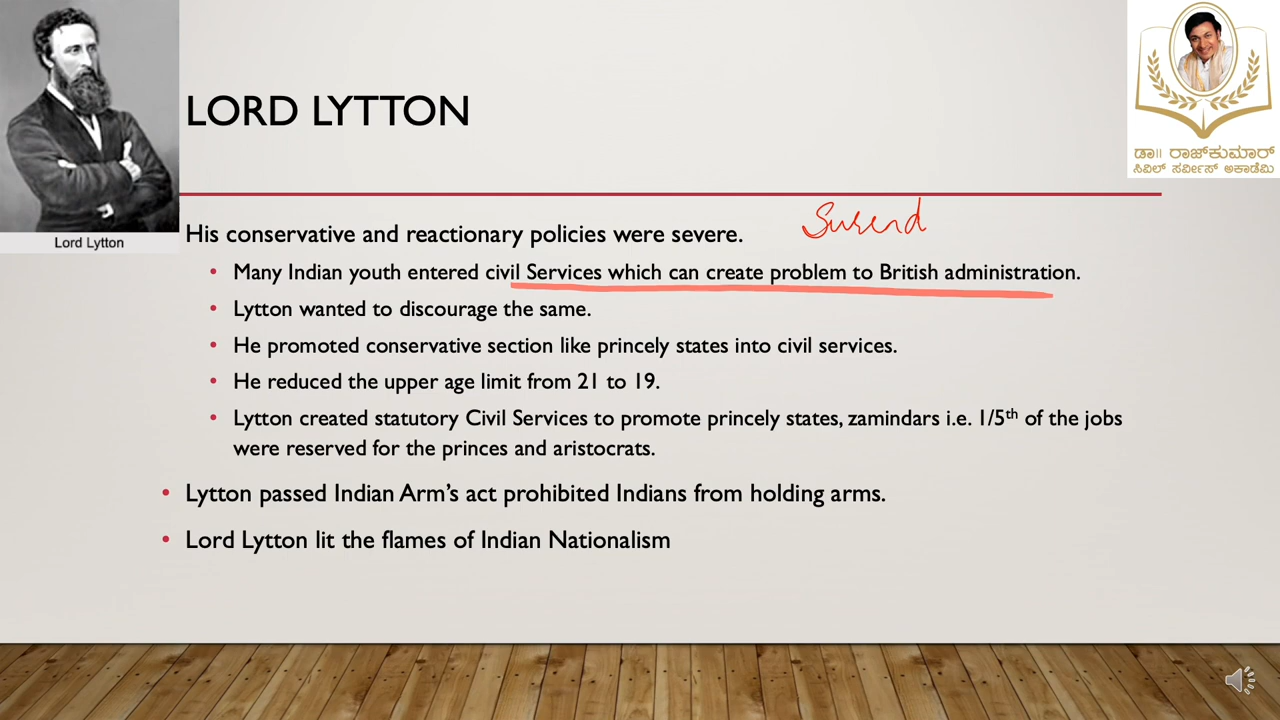 LORD LYTTON
ಡಾ॥ ರಾಜ್‌ಕುಮಾರ್
ಸಿವಿಲ್ ಸರ್ವೀಸ್ ಅಕಾಡೆಮಿ
Lord Lytton
Surend
His conservative and reactionary policies were severe.
• Many Indian youth entered civil Services which can create problem to British administration.
• Lytton wanted to discourage the same.
• He promoted conservative section like princely states into civil services.
• He reduced the upper age limit from 21 to 19.
• Lytton created statutory Civil Services to promote princely states, zamindars i.e. 1/5th of the jobs
were reserved for the princes and aristocrats.
• Lytton passed Indian Arm's act prohibited Indians from holding arms.
• Lord Lytton lit the flames of Indian Nationalism